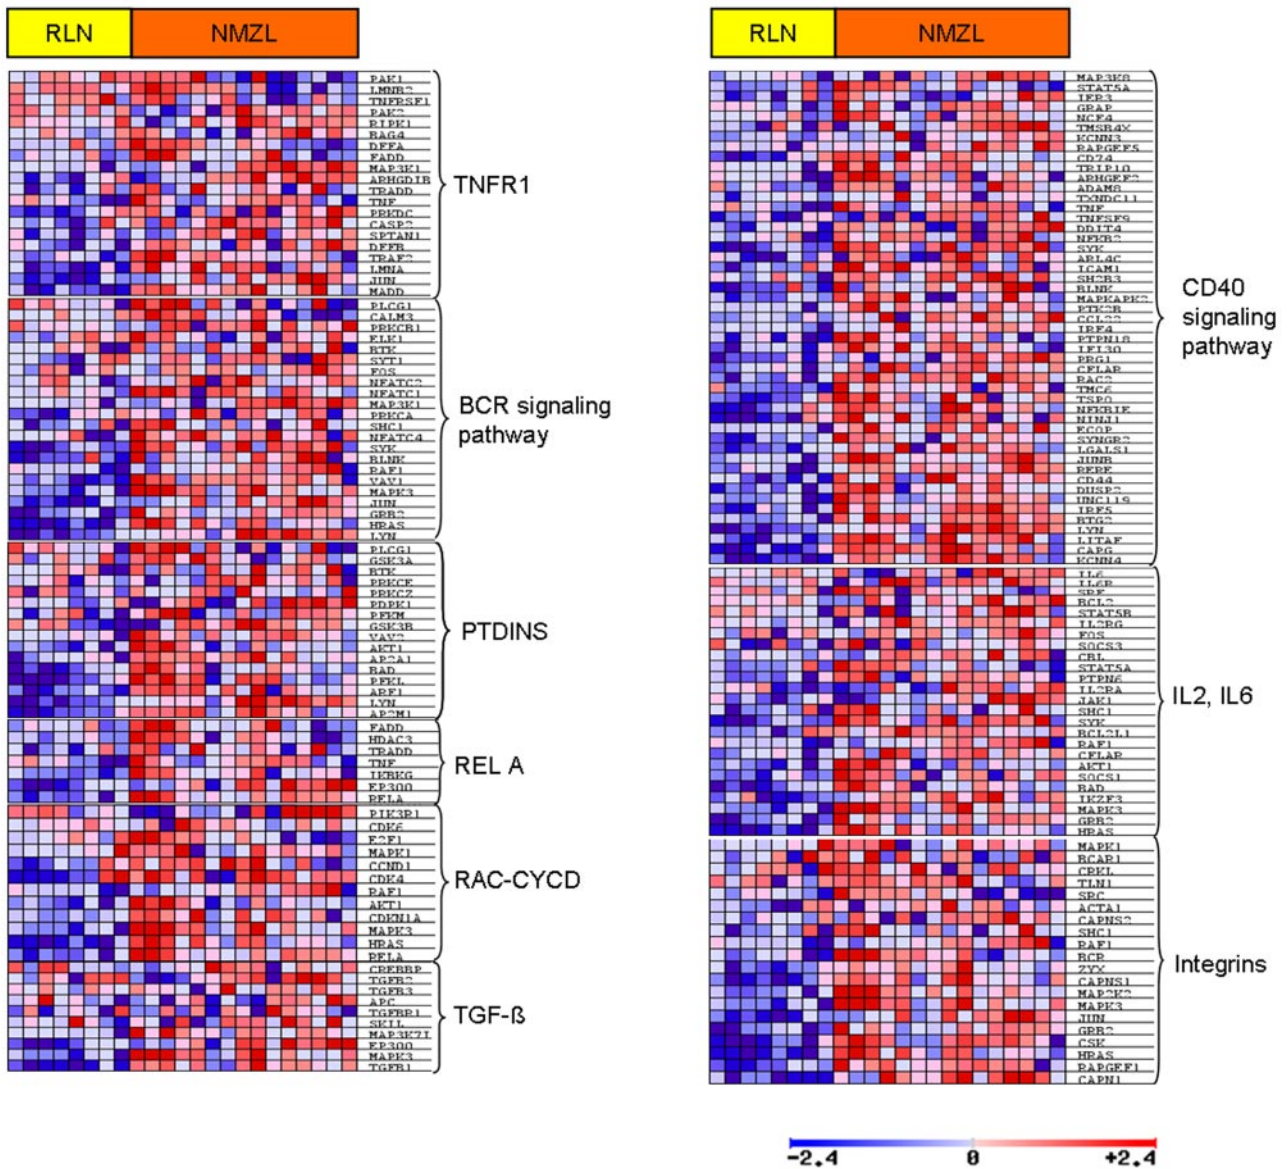 RLN
NMZL
PAK1
LMNB2
TNFRSF1
PAK2
RIPK1
BAG4
DFFA
FADD
MAP3K1
ARHGDIB
TRADD
TNF
PRKDC
CASP2
SPTAN1
DFFB
TRAF2
LMNA
JUN
MADD
TNFR1
PLCG1
CALM3
PRKCB1
ELK1
BTK
SYT1
FOS
NFATC2
NFATC1
MAP3K1
PRKCA
SHC1
NFATC4
SYK
BLNK
RAF1
VAV1
MAPK3
JUN
GRB2
HRAS
LYN
BCR signaling
pathway
PLCG1
GSK3A
BTK
PRKCE
PRKCZ
PDPK1
PFKM
GSK3B
VAV2
AKT1
AP2A1
BAD
PFKL
ARF1
LYN
AP2M1
PTDINS
FADD
HDAC3
TRADD
TNF
IKBKG
EP300
RELA
REL A
PIK3R1
CDK6
E2F1
MAPK1
CCND1
CDK4
RAF1
AKT1
CDKN1A
MAPK3
HRAS
RELA
RAC-CYCD
CREBBP
TGFB2
TGFB3
APC
TGFBR1
SKIL
MAP3K7I
EP300
MAPK3
TGFB1
TGF-ß
RLN
NMZL
MAP3K8
STAT5A
IER3
GRAP
NCF4
TMSB4X
KCNN3
RAPGEF5
CD74
TRIP10
ARHGEF2
ADAM8
TXNDC11
TNF
TNFSF9
DDIT4
NFKB2
SYK
ARL4C
ICAM1
SH2B3
BLNK
MAPKAPK2
PTK2B
CCL22
IRF4
PTPN18
IFI30
PRG1
CFLAR
RAC2
TMC6
TSPO
NFKBIE
NINJ1
ECOP
SYNGR2
LGALS1
JUNB
RERE
CD44
DUSP2
UNC119
IRF5
BTG2
LYN
LITAF
CAPG
KCNN4
CD40
signaling
pathway
IL6
IL6R
SRF
BCL2
STAT5B
IL2RG
FOS
SOCS3
CBL
STAT5A
PTPN6
IL2RA
JAK1
SHC1
SYK
BCL2L1
RAF1
CFLAR
AKT1
SOCS1
BAD
IKZF3
MAPK3
GRB2
HRAS
IL2, IL6
MAPK1
BCAR1
CRKL
TLN1
SRC
ACTA1
CAPNS2
SHC1
RAF1
BCR
ZYX
CAPNS1
MAP2K2
MAPK3
JUN
GRB2
CSK
HRAS
RAPGEF1
CAPN1
Integrins
-2.4 0 +2.4